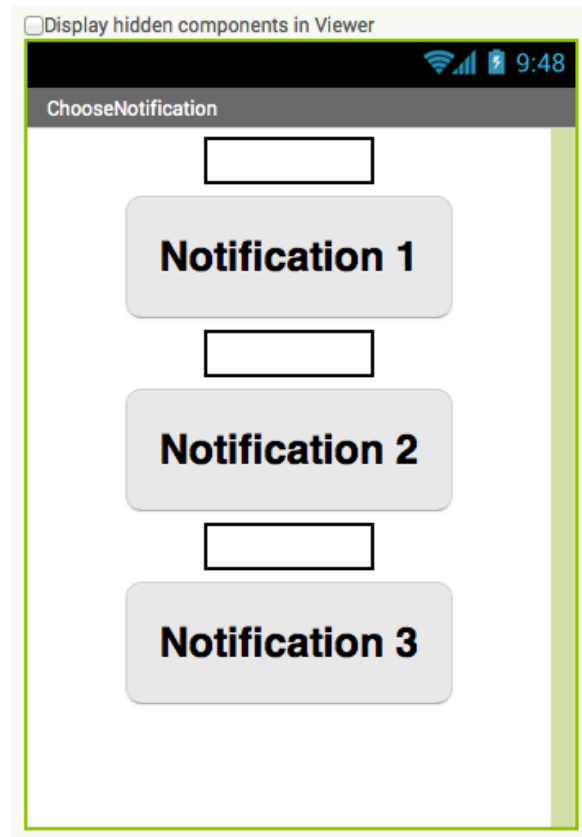 Display hidden components in Viewer
9:48
ChooseNotification
Notification 1
Notification 2
Notification 3